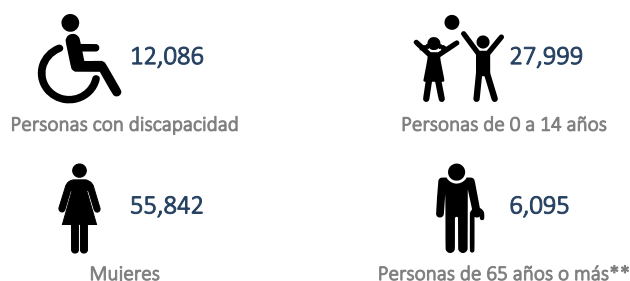 12,086
Personas con discapacidad
27,999
Personas de 0 a 14 años
55,842
Mujeres
6,095
Personas de 65 años o más**